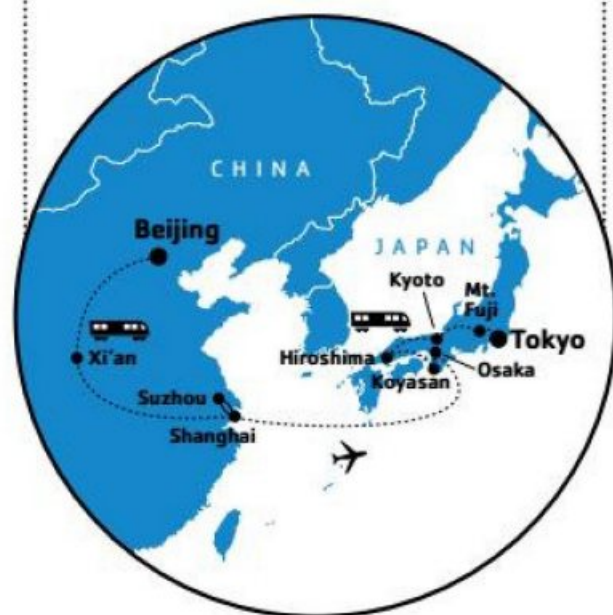 CHINA
Beijing
JAPAN
Kyoto
Mt.
Fuji
Tokyo
Xi'an
Hiroshima
Osaka
Koyasan
Suzhou
Shanghai